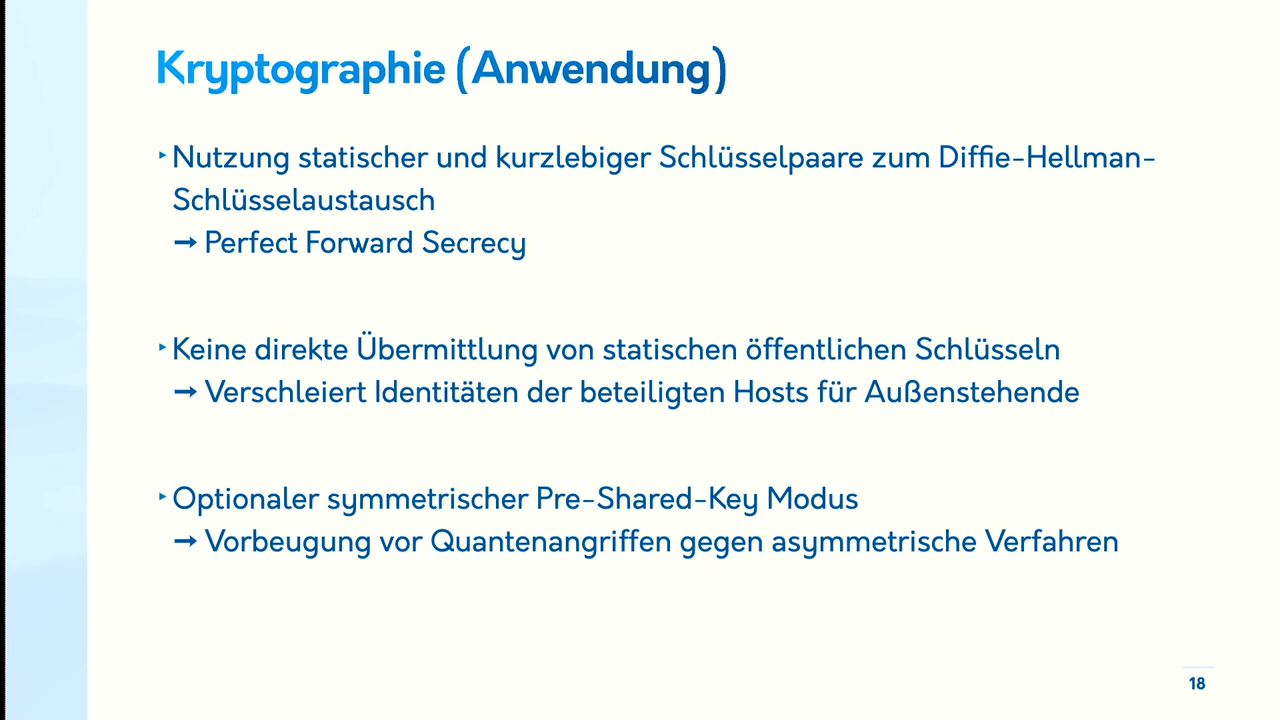 Kryptographie (Anwendung)
‣ Nutzung statischer und kurzlebiger Schlüsselpaare zum Diffie-Hellman-
Schlüsselaustausch
→ Perfect Forward Secrecy
‣ Keine direkte Übermittlung von statischen öffentlichen Schlüsseln
→ Verschleiert Identitäten der beteiligten Hosts für Außenstehende
‣ Optionaler symmetrischer Pre-Shared-Key Modus
→ Vorbeugung vor Quantenangriffen gegen asymmetrische Verfahren
18